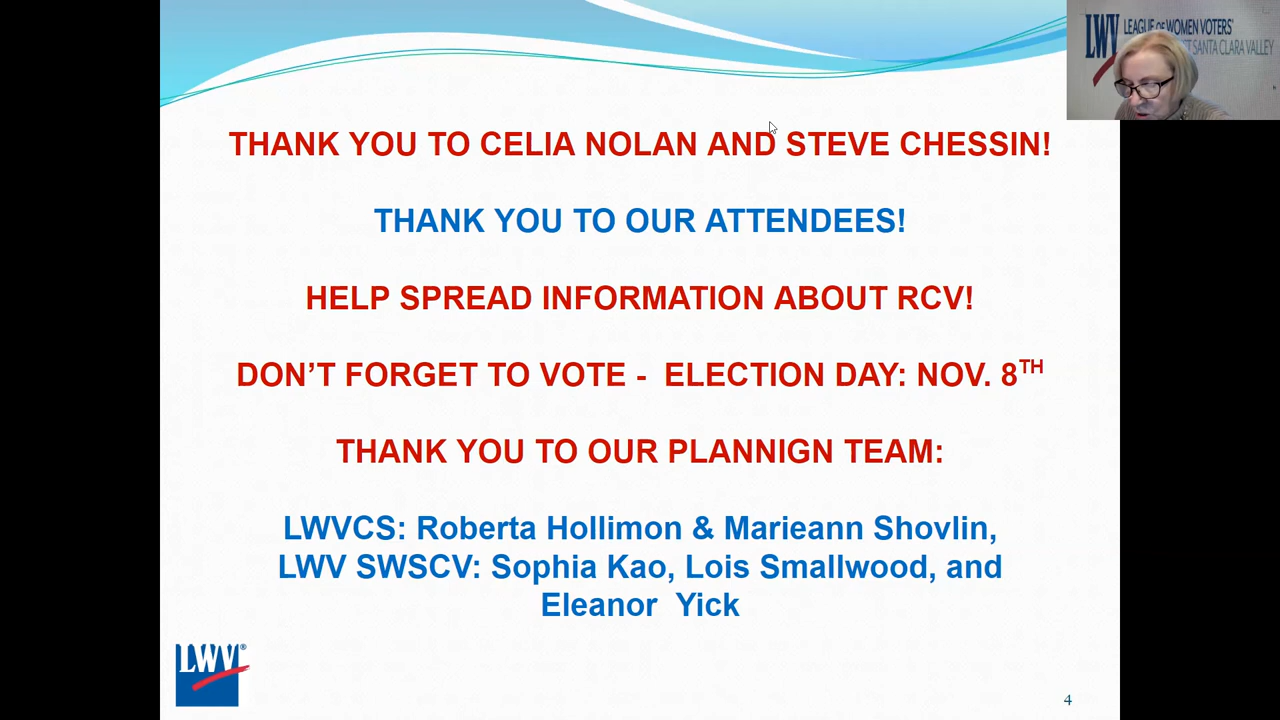 LWV LEAGUE OF WOMEN VOTERS®
SANTA CLARA VALLEY
THANK YOU TO CELIA NOLAN AND STEVE CHESSIN!
THANK YOU TO OUR ATTENDEES!
HELP SPREAD INFORMATION ABOUT RCV!
DON’T FORGET TO VOTE - ELECTION DAY: NOV. 8TH
THANK YOU TO OUR PLANNIGN TEAM:
LWVCS: Roberta Hollimon & Marieann Shovlin,
LWV SWSCV: Sophia Kao, Lois Smallwood, and
Eleanor Yick
LWV®
4